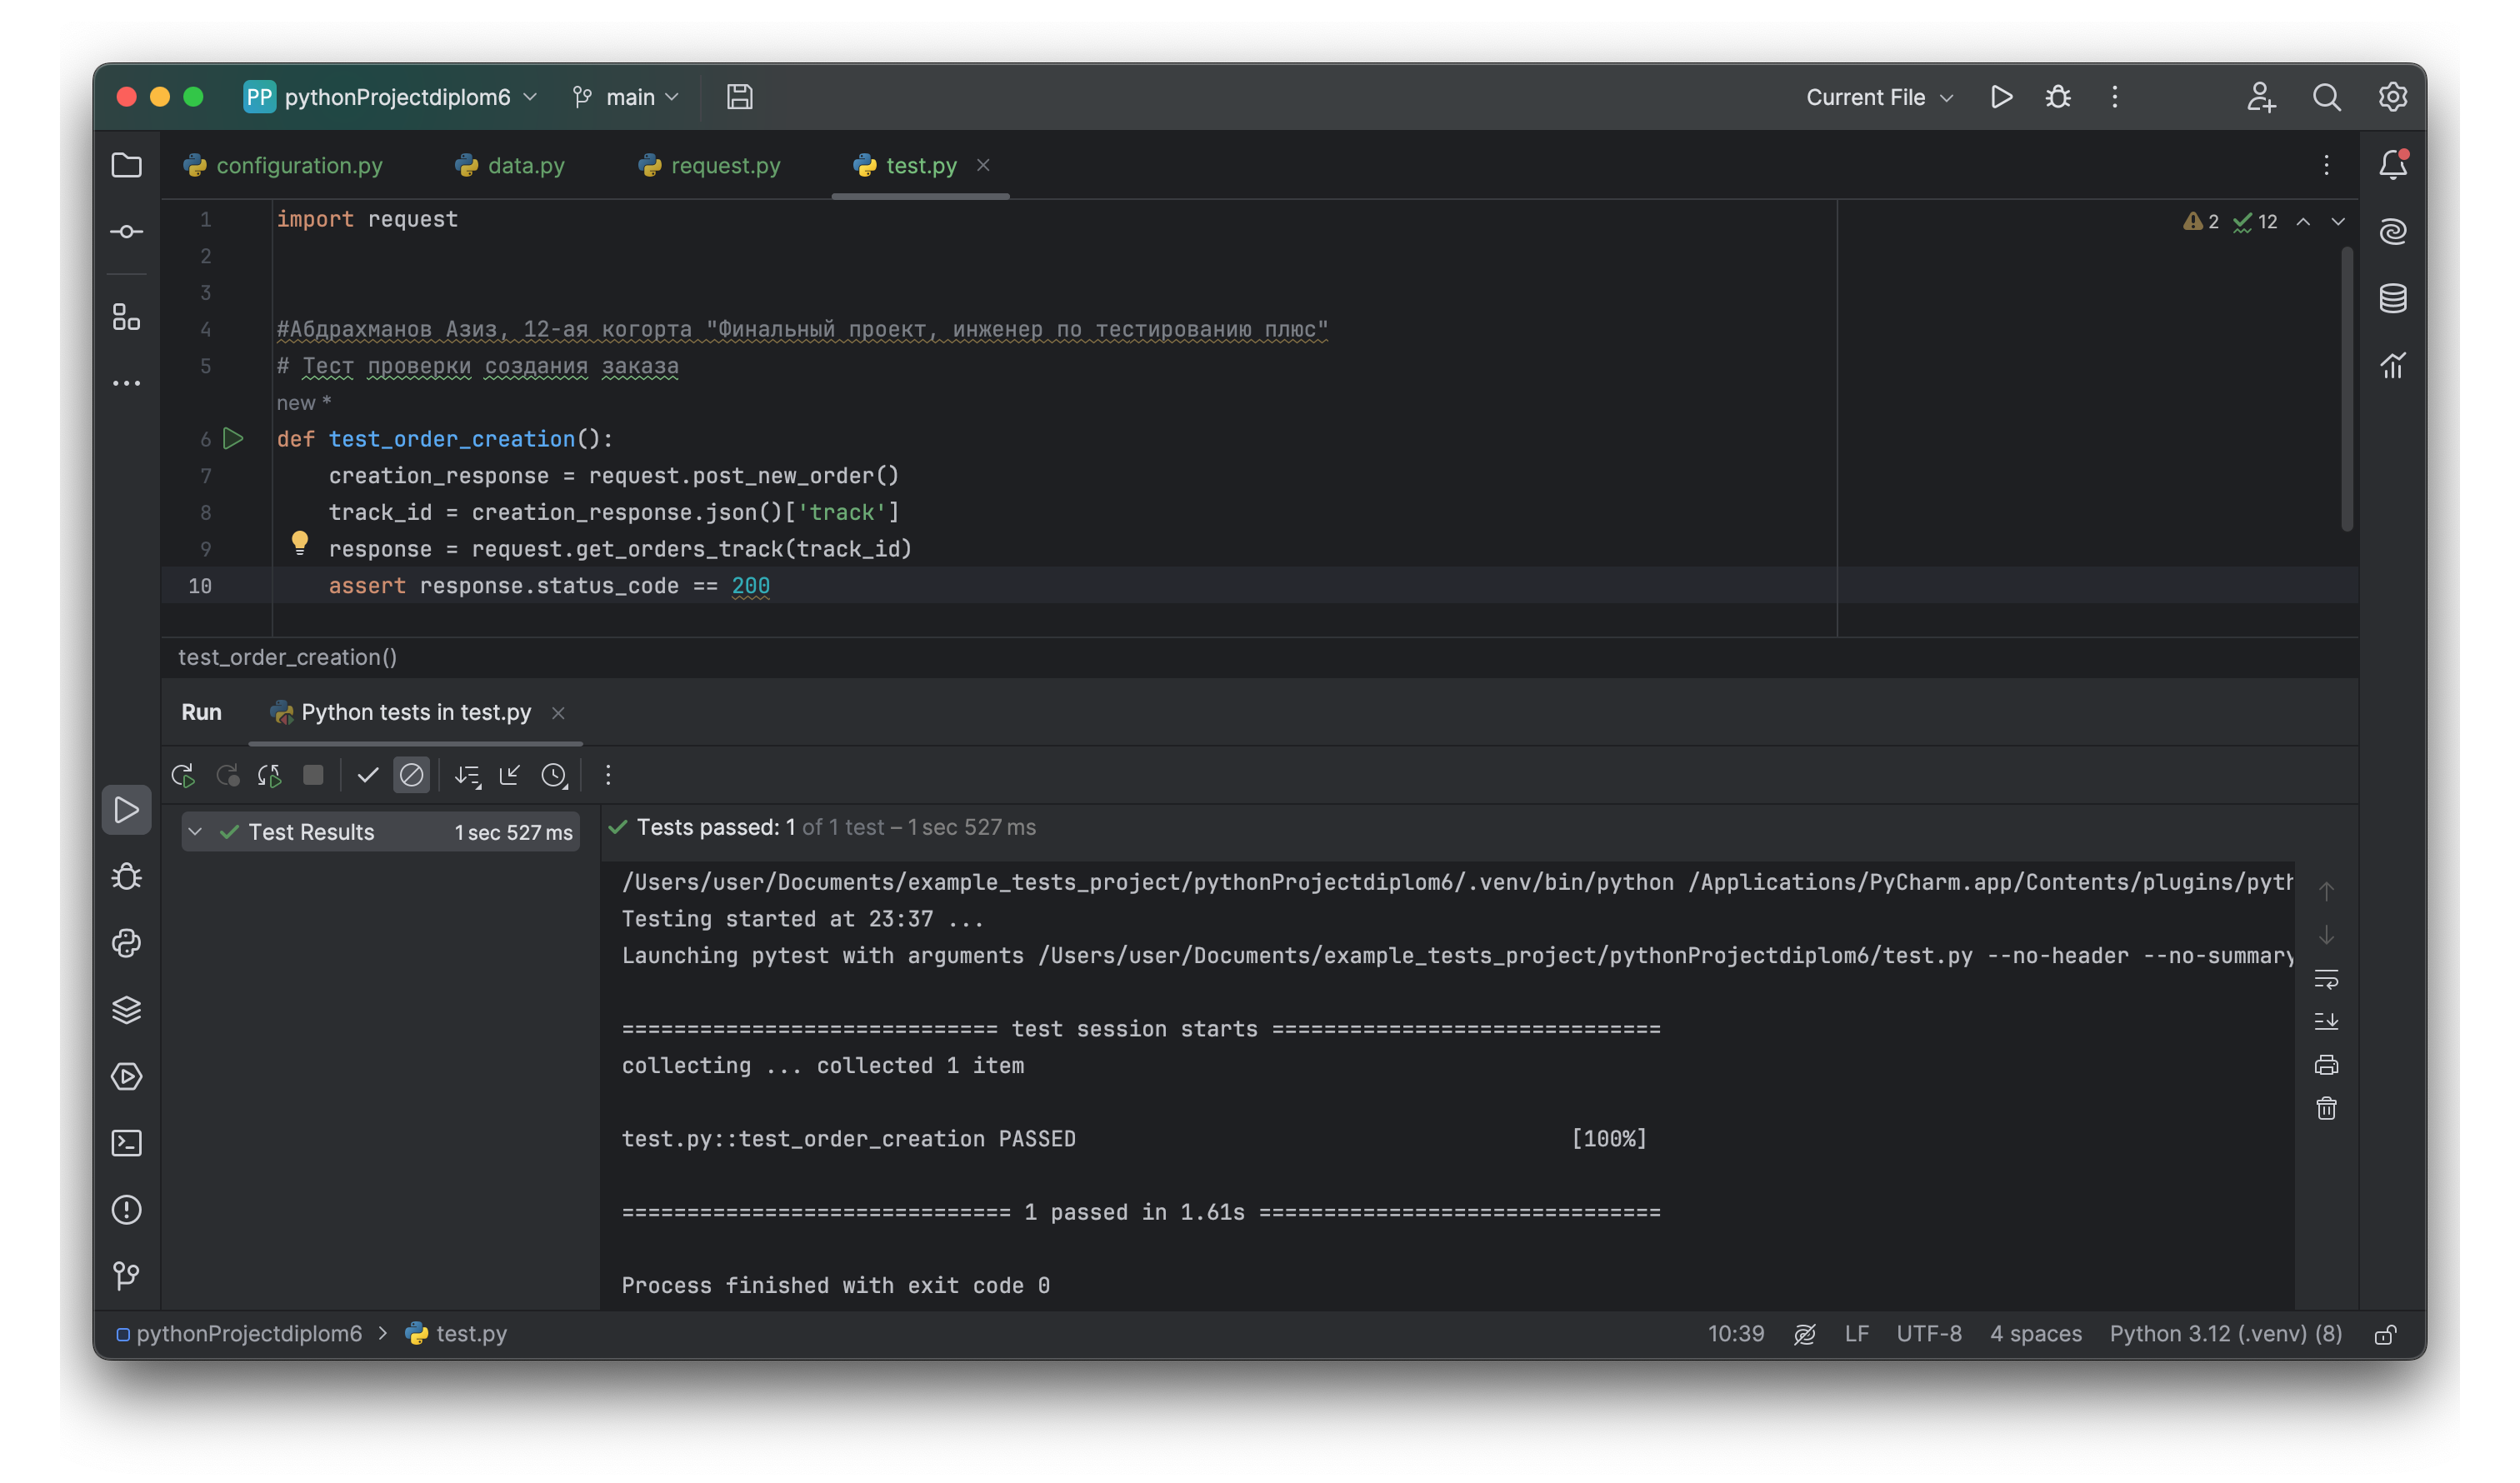 PP pythonProjectdiplom6 main Current File
configuration.py data.py request.py test.py
2 12
1 import request
2
3
4 #Абдрахманов Азиз, 12-ая когорта "Финальный проект, инженер по тестированию плюс"
5 # Тест проверки создания заказа
new *
6 def test_order_creation():
7 creation_response = request.post_new_order()
8 track_id = creation_response.json()['track']
9 response = request.get_orders_track(track_id)
10 assert response.status_code == 200
test_order_creation()
Run Python tests in test.py
Test Results 1 sec 527 ms
Tests passed: 1 of 1 test – 1 sec 527 ms
/Users/user/Documents/example_tests_project/pythonProjectdiplom6/.venv/bin/python /Applications/PyCharm.app/Contents/plugins/pyth
Testing started at 23:37 ...
Launching pytest with arguments /Users/user/Documents/example_tests_project/pythonProjectdiplom6/test.py --no-header --no-summary
============================= test session starts ==============================
collecting ... collected 1 item
test.py::test_order_creation PASSED [100%]
============================== 1 passed in 1.61s ===============================
Process finished with exit code 0
pythonProjectdiplom6 > test.py 10:39 LF UTF-8 4 spaces Python 3.12 (.venv) (8)